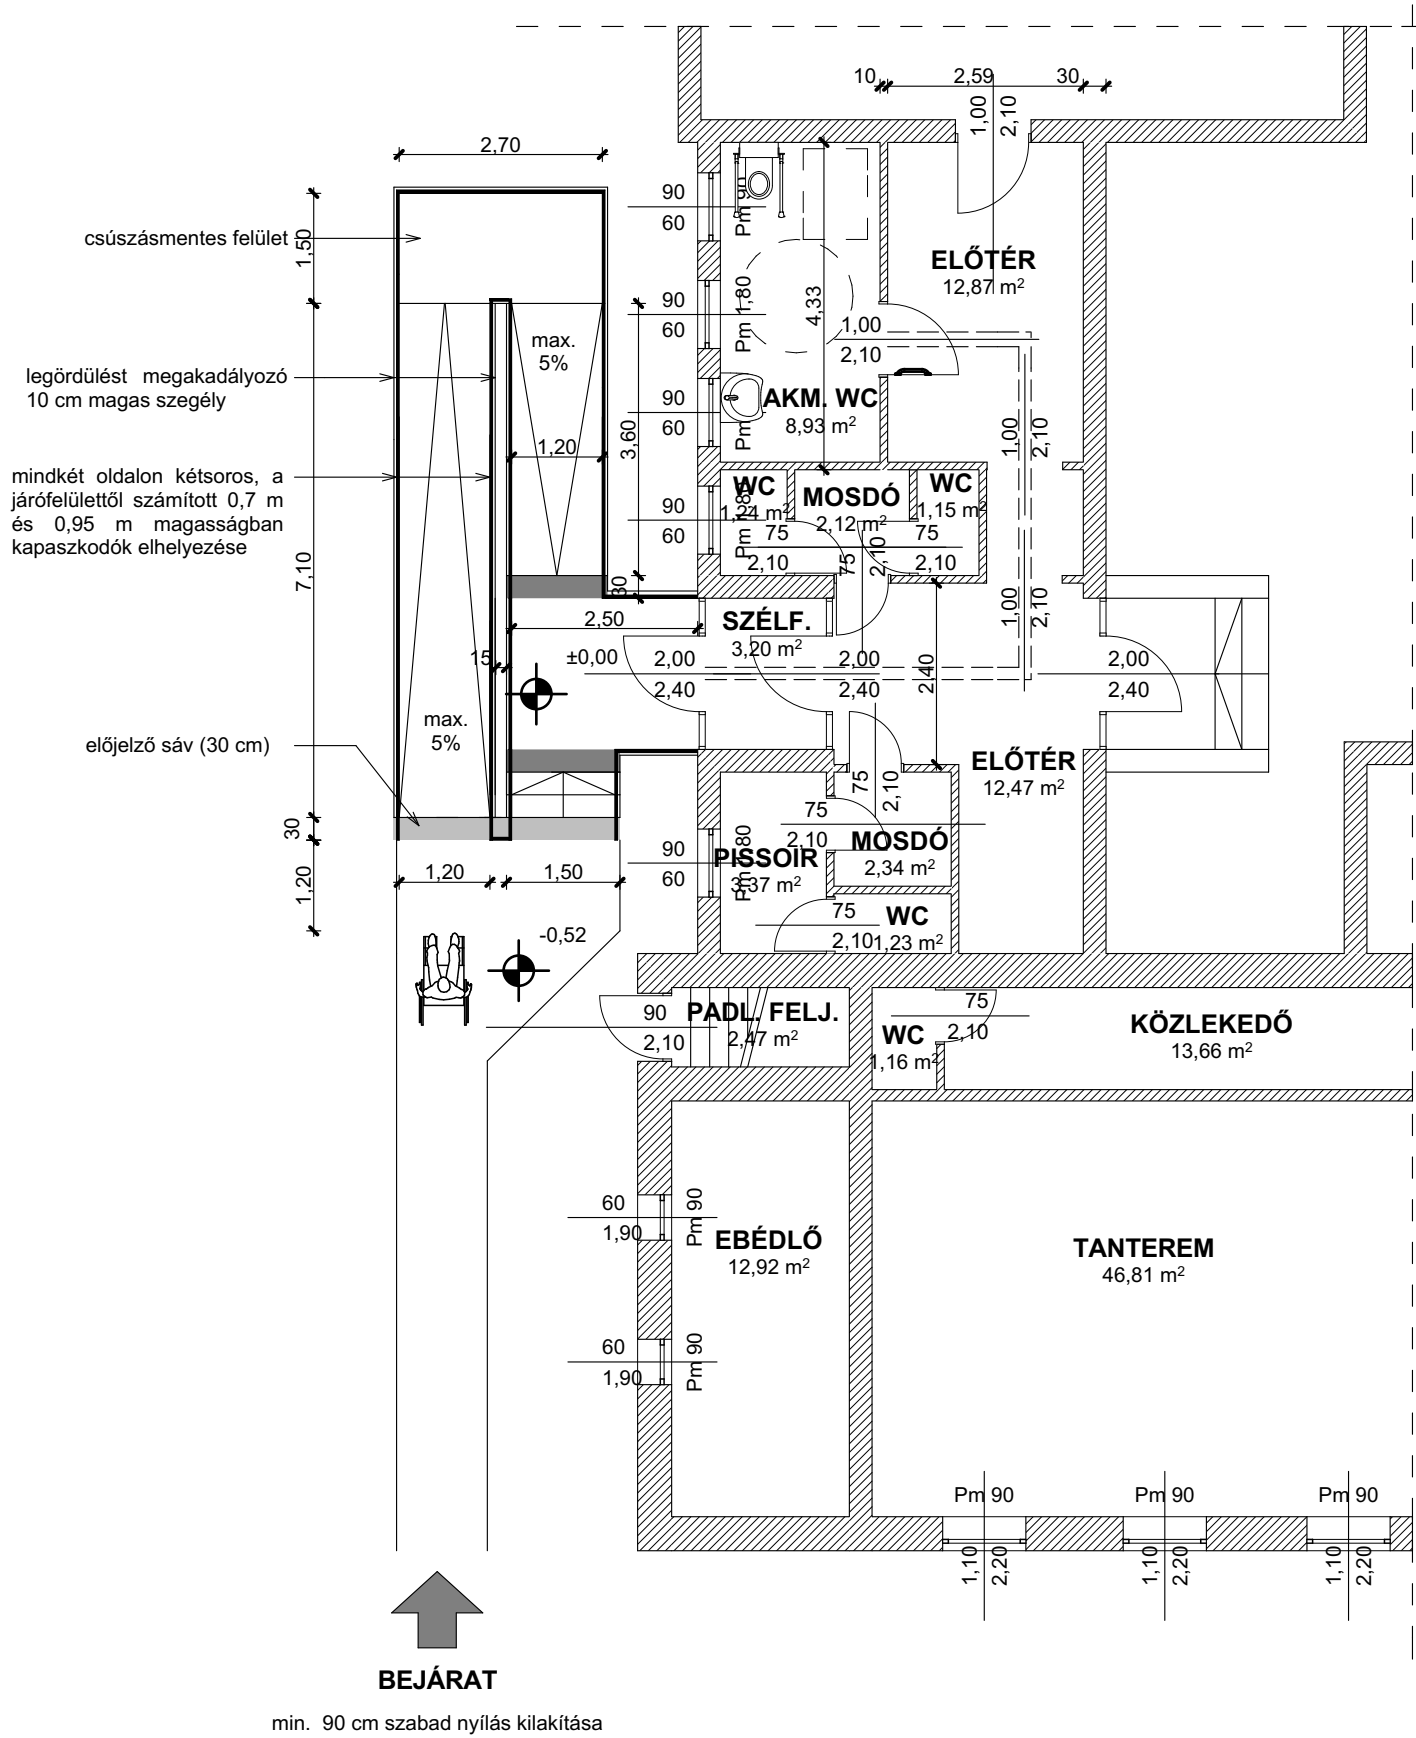 10
2,59
30
1,00
2,10
2,70
1,50
csúszásmentes felület
90
60
Pm 90
ELŐTÉR
12,87 m²
90
60
Pm 1,80
4,33
1,00
2,10
max.
5%
legördülést megakadályozó
10 cm magas szegély
90
60
AKM. WC
8,93 m²
1,20
3,60
1,00
2,10
mindkét oldalon kétsoros, a
járófelülettől számított 0,7 m
és 0,95 m magasságban
kapaszkodók elhelyezése
90
60
WC
1,24 m²
MOSDÓ
2,12 m²
WC
1,15 m²
75
2,10
75
2,10
75
2,10
7,10
30
1,00
2,10
2,50
SZÉLF.
3,20 m²
15
±0,00
2,00
2,40
2,00
2,40
2,40
2,00
2,40
max.
5%
előjelző sáv (30 cm)
ELŐTÉR
12,47 m²
75
2,10
75
2,10
30
90
60
PISSOIR
3,37 m²
MOSDÓ
2,34 m²
1,20
1,20
1,50
75
2,10
WC
1,23 m²
-0,52
90
2,10
PADL. FELJ.
2,47 m²
75
2,10
WC
1,16 m²
KÖZLEKEDŐ
13,66 m²
60
1,90
Pm 90
EBÉDLŐ
12,92 m²
TANTEREM
46,81 m²
60
1,90
Pm 90
Pm 90
Pm 90
Pm 90
1,10
2,20
1,10
2,20
1,10
2,20
BEJÁRAT
min. 90 cm szabad nyílás kilakítása